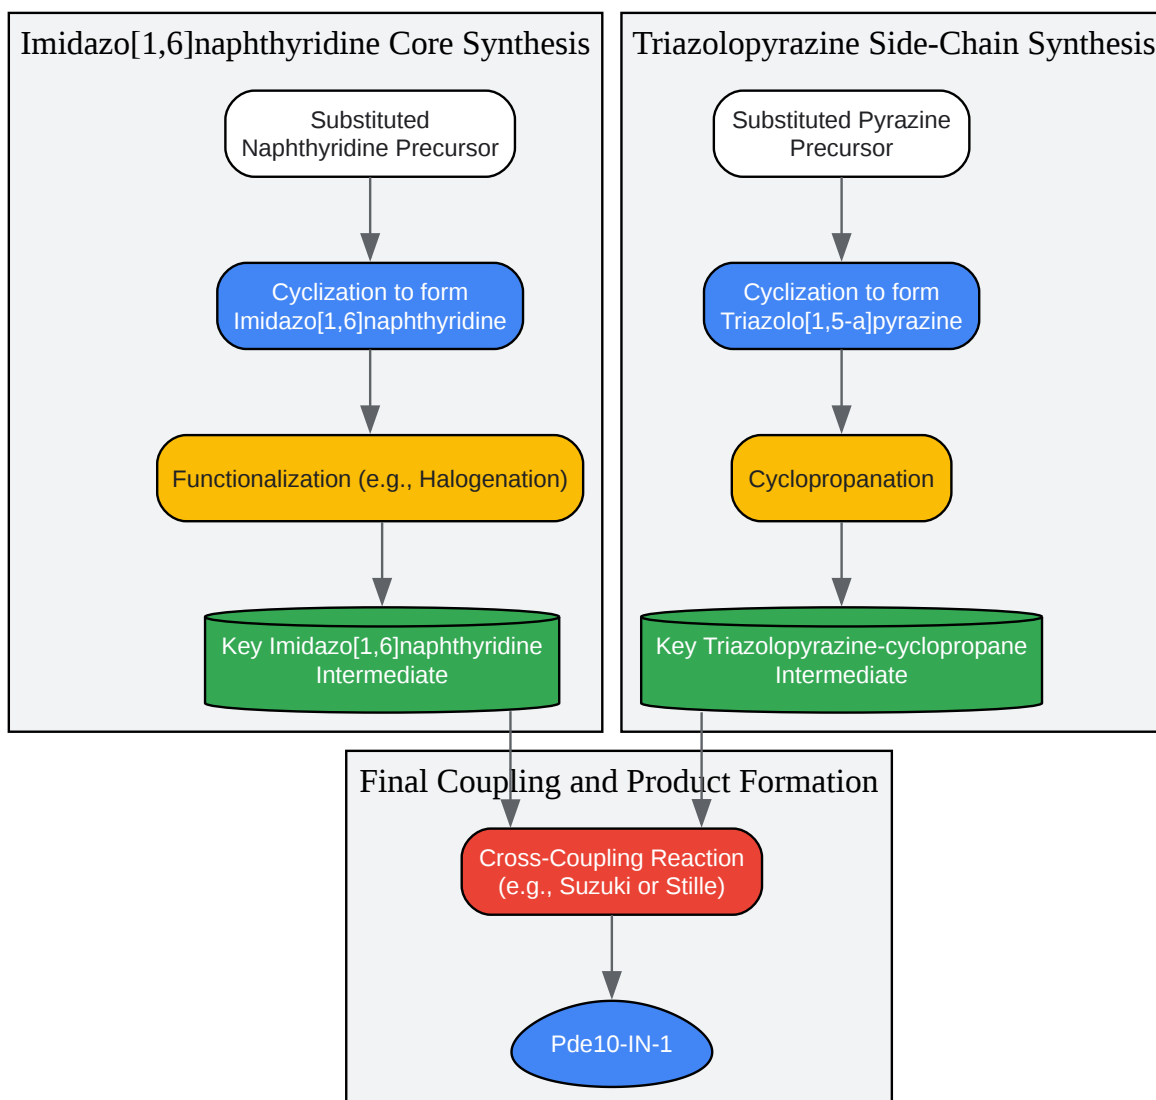 Imidazo[1,6]naphthyridine Core Synthesis
Substituted
Naphthyridine Precursor
Cyclization to form
Imidazo[1,6]naphthyridine
Functionalization (e.g., Halogenation)
Key Imidazo[1,6]naphthyridine
Intermediate
Triazolopyrazine Side-Chain Synthesis
Substituted Pyrazine
Precursor
Cyclization to form
Triazolo[1,5-a]pyrazine
Cyclopropanation
Key Triazolopyrazine-cyclopropane
Intermediate
Final Coupling and Product Formation
Cross-Coupling Reaction
(e.g., Suzuki or Stille)
Pde10-IN-1